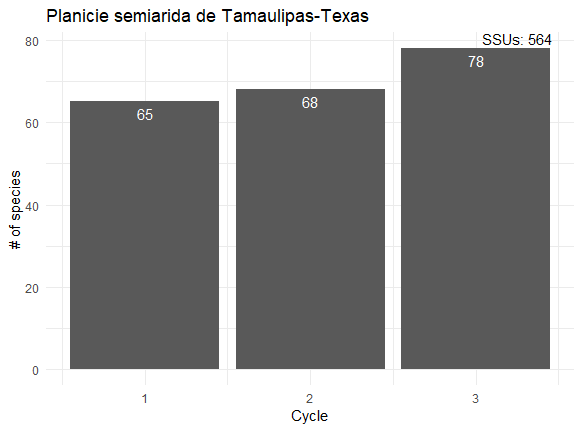 Planicie semiarida de Tamaulipas-Texas
SSUs: 564
80
60
40
20
0
# of species
65
68
78
1
2
3
Cycle